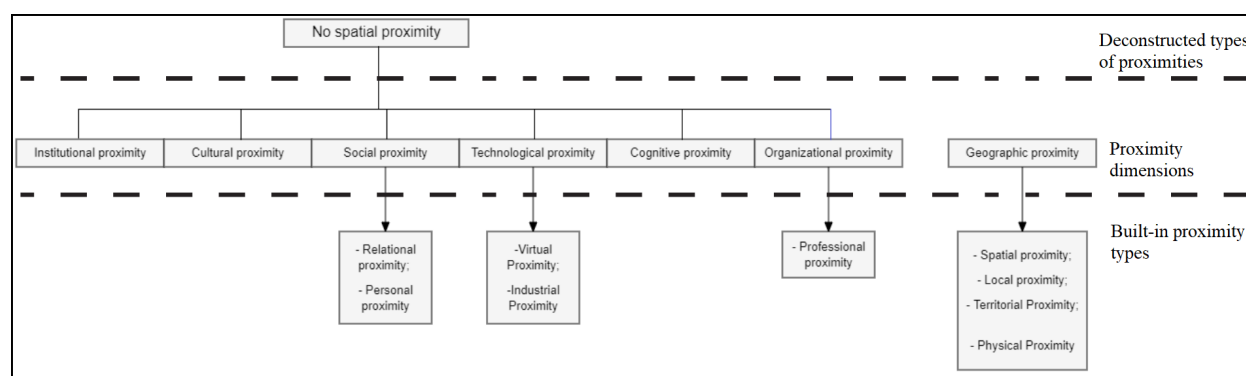 No spatial proximity
Deconstructed types
of proximities
Institutional proximity
Cultural proximity
Social proximity
Technological proximity
Cognitive proximity
Organizational proximity
Geographic proximity
Proximity
dimensions
- Relational
proximity;
- Personal
proximity
-Virtual
Proximity;
-Industrial
Proximity
- Professional
proximity
- Spatial proximity;
- Local proximity;
- Territorial Proximity;
- Physical Proximity
Built-in proximity
types